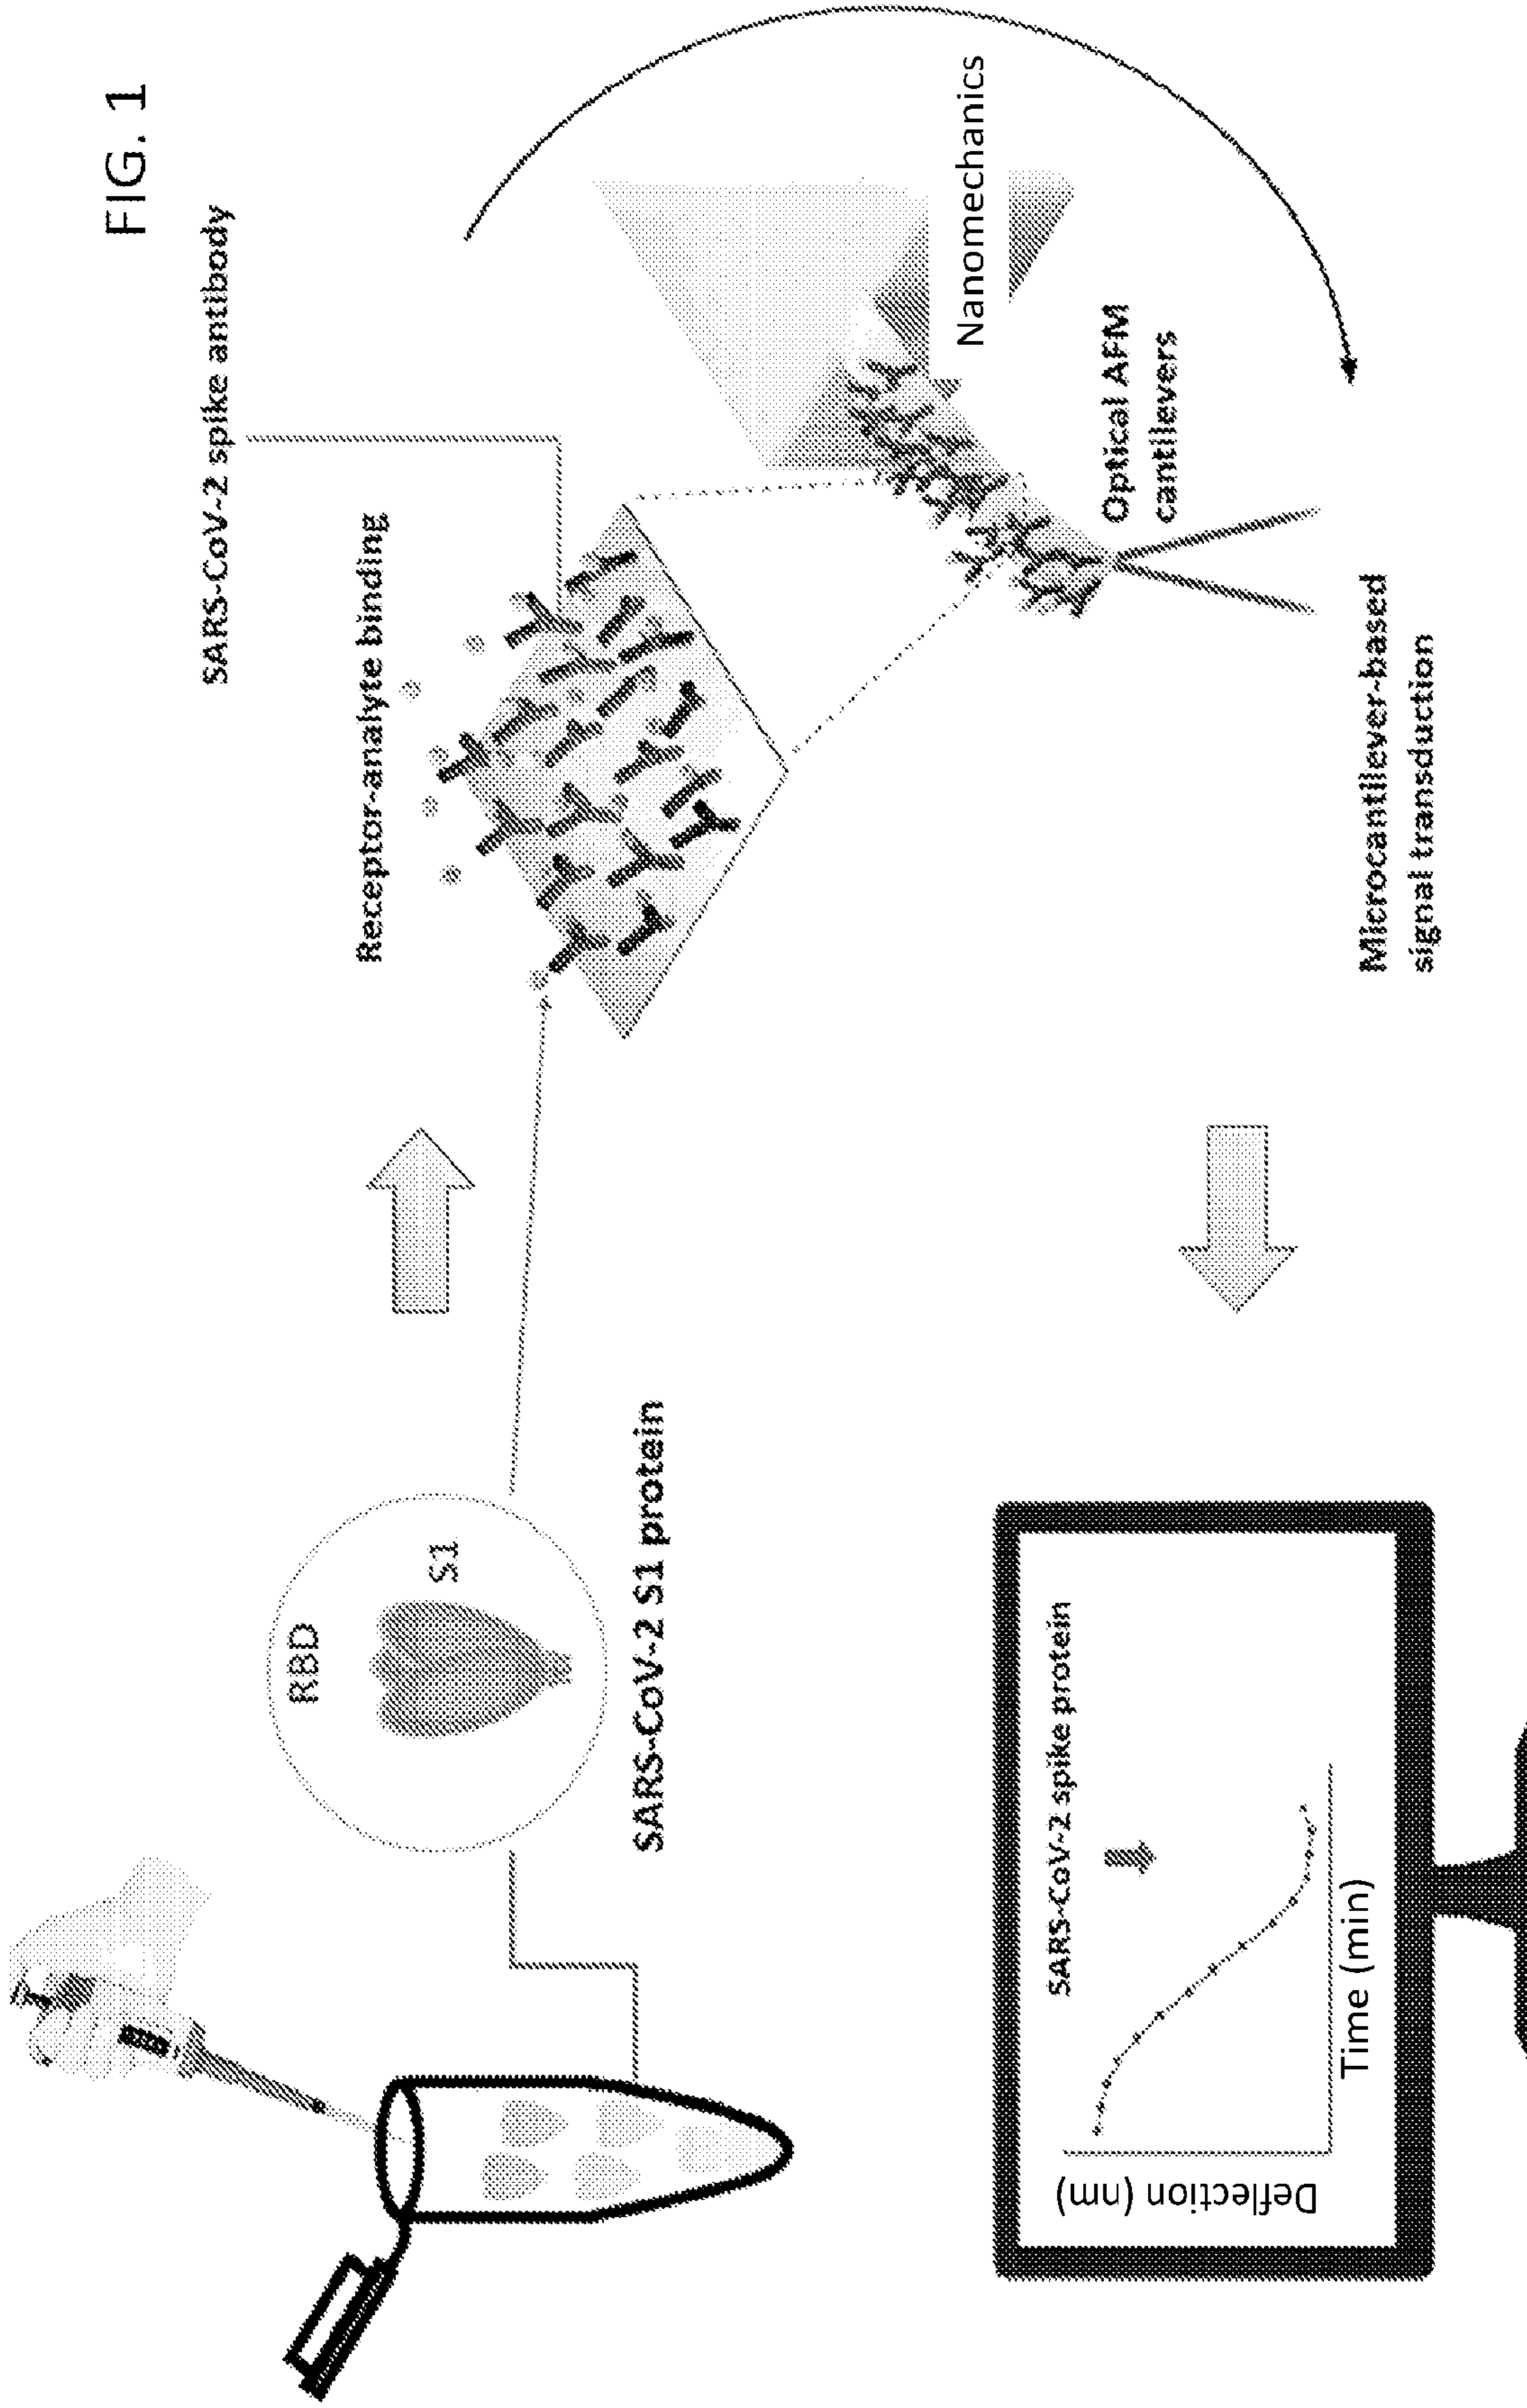 FIG. 1
SARS-CoV-2 spike antibody
Receptor-analyte binding
RBD
S1
SARS-CoV-2 S1 protein
Nanomechanics
Optical AFM
cantilevers
Microcantilever-based
signal transduction
SARS-CoV-2 spike protein
Deflection (nm)
Time (min)